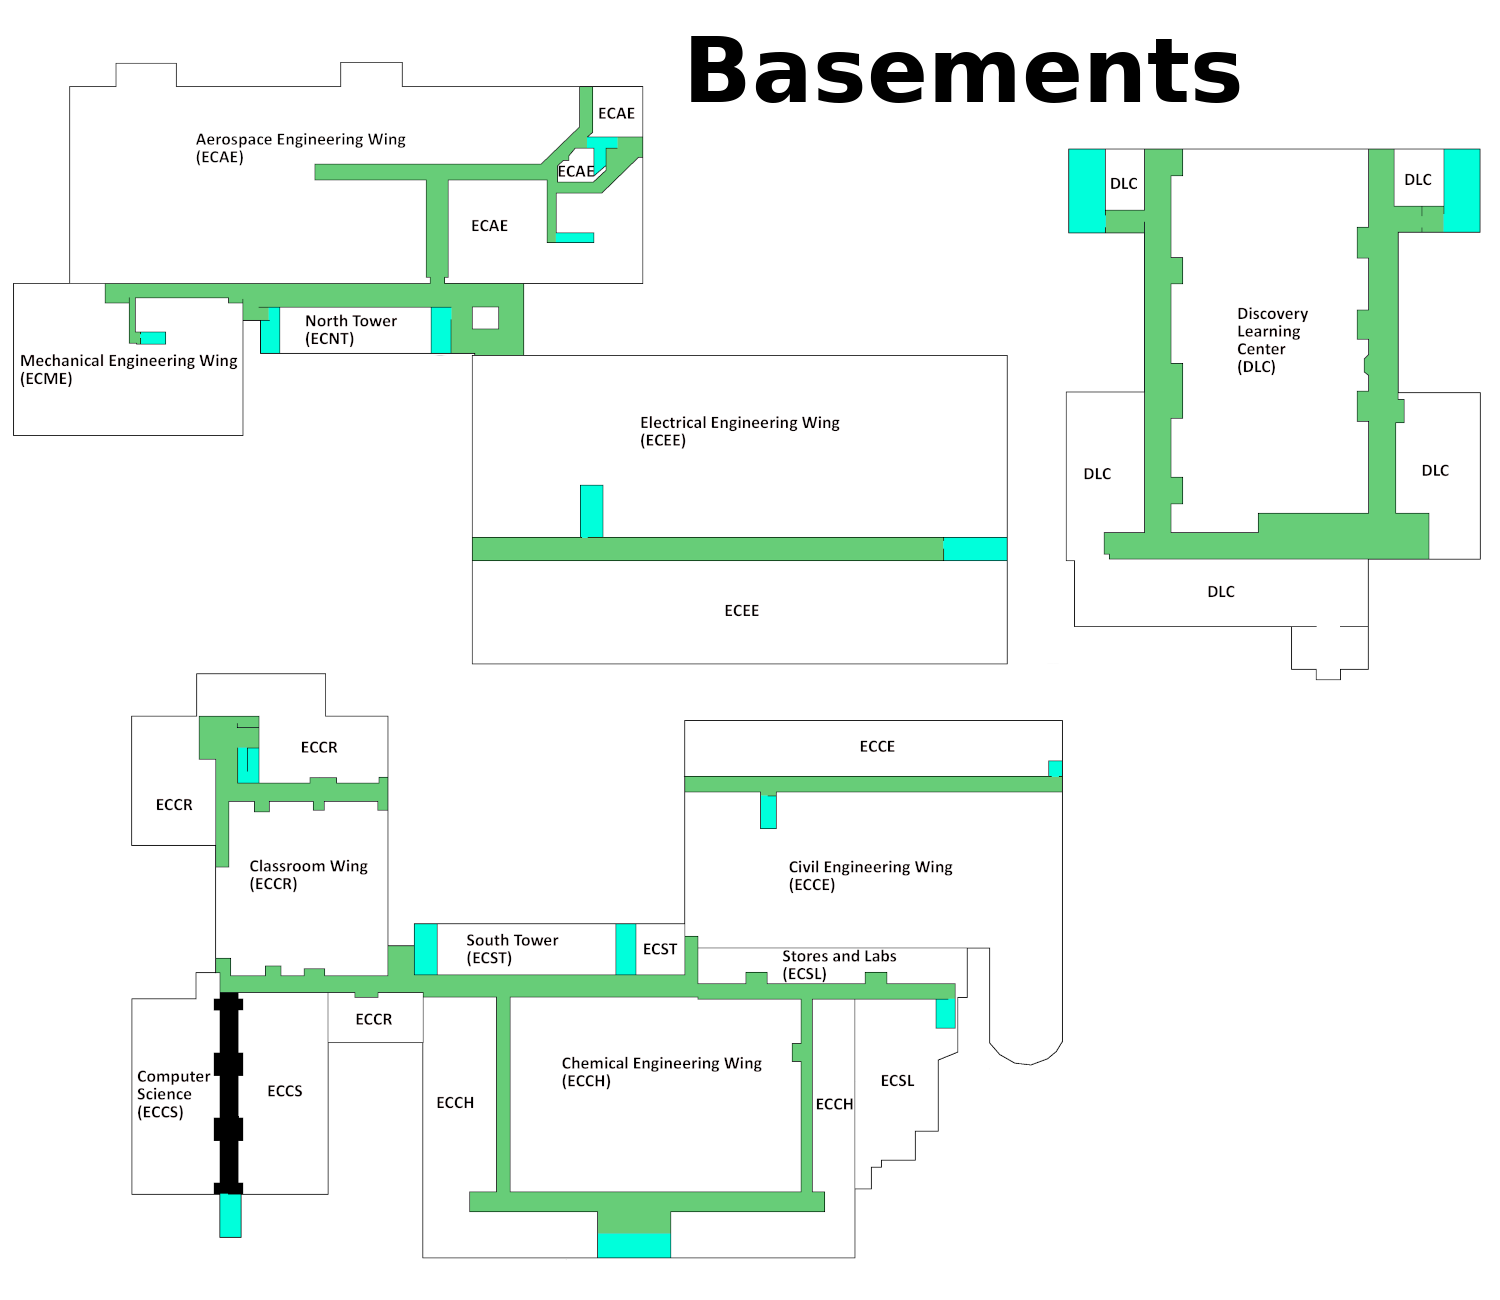 Basements
ECAE
Aerospace Engineering Wing
(ECAE)
ECAE
ECAE
North Tower
(ECNT)
Mechanical Engineering Wing
(ECME)
Electrical Engineering Wing
(ECEE)
ECEE
DLC
DLC
Discovery
Learning
Center
(DLC)
DLC
DLC
DLC
ECCR
ECCR
Classroom Wing
(ECCR)
ECCE
Civil Engineering Wing
(ECCE)
South Tower
(ECST)
ECST
Stores and Labs
(ECSL)
ECCR
Computer
Science
(ECCS)
ECCS
ECCH
Chemical Engineering Wing
(ECCH)
ECCH
ECSL